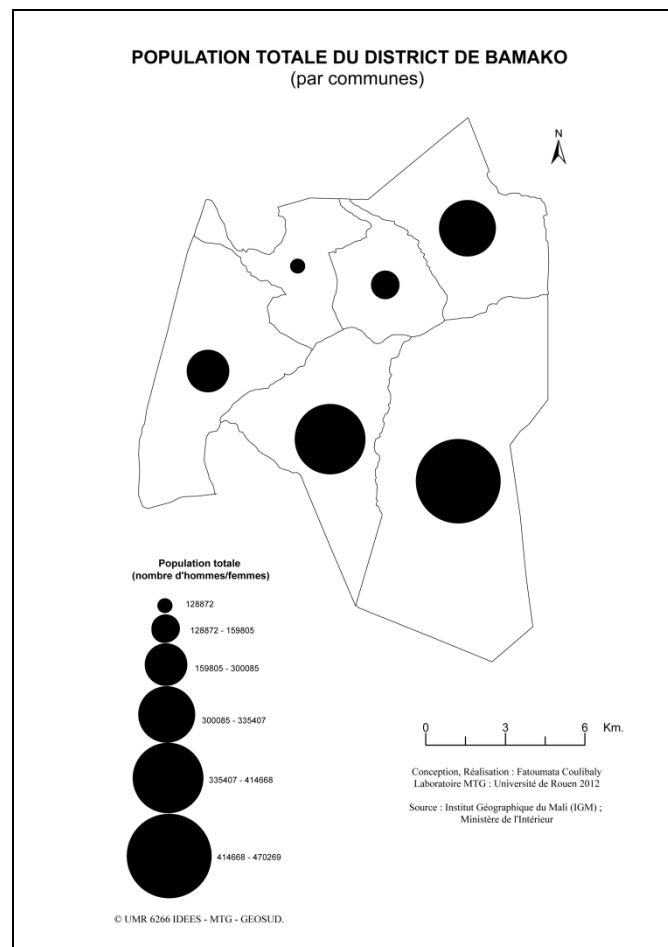 POPULATION TOTALE DU DISTRICT DE BAMAKO
(par communes)
N
Population totale
(nombre d'hommes/femmes)
128872
128872 - 159805
159805 - 300085
300085 - 335407
335407 - 414668
414668 - 470269
0 3 6 Km.
Conception, Réalisation : Fatoumata Coulibaly
Laboratoire MTG : Université de Rouen 2012
Source : Institut Géographique du Mali (IGM) ;
Ministère de l'Intérieur
© UMR 6266 IDEES - MTG - GEOSUD.